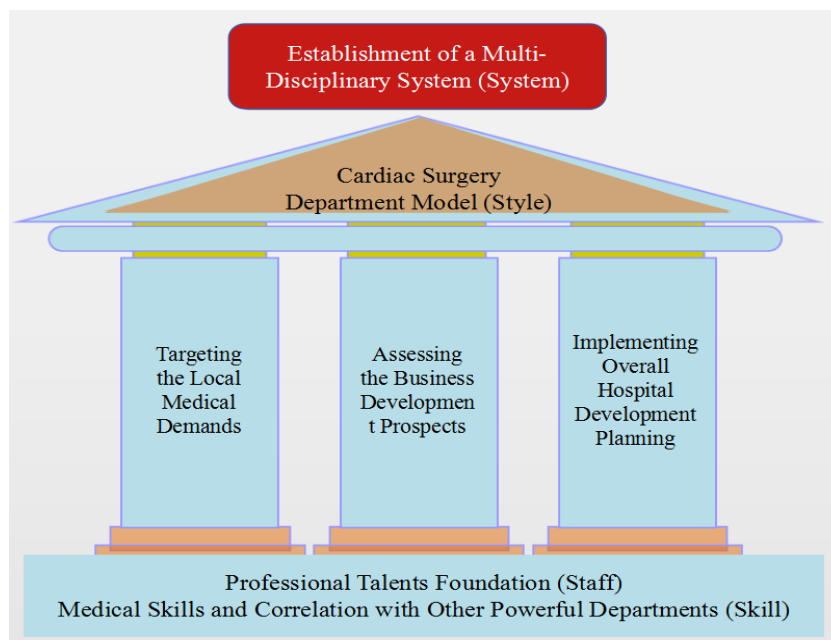 Establishment of a Multi-
Disciplinary System (System)
Cardiac Surgery
Department Model (Style)
Targeting
the Local
Medical
Demands
Assessing
the Business
Developmen
t Prospects
Implementing
Overall
Hospital
Development
Planning
Professional Talents Foundation (Staff)
Medical Skills and Correlation with Other Powerful Departments (Skill)